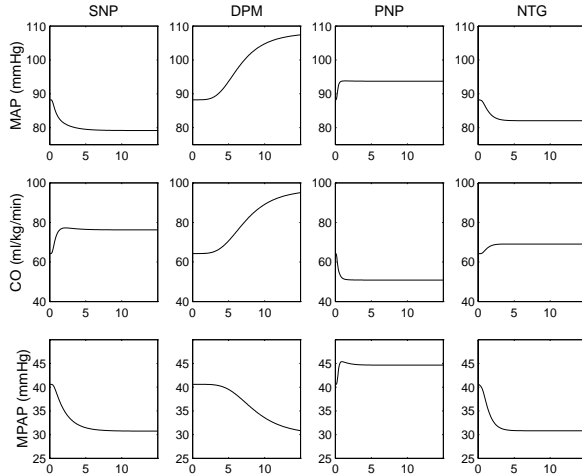 SNP DPM PNP NTG
MAP (mmHg)
110 110 110 110
100 100 100 100
90 90 90 90
80 80 80 80
0 5 10 0 5 10 0 5 10 0 5 10
CO (ml/kg/min)
100 100 100 100
80 80 80 80
60 60 60 60
40 40 40 40
0 5 10 0 5 10 0 5 10 0 5 10
MPAP (mmHg)
45 45 45 45
40 40 40 40
35 35 35 35
30 30 30 30
25 25 25 25
0 5 10 0 5 10 0 5 10 0 5 10